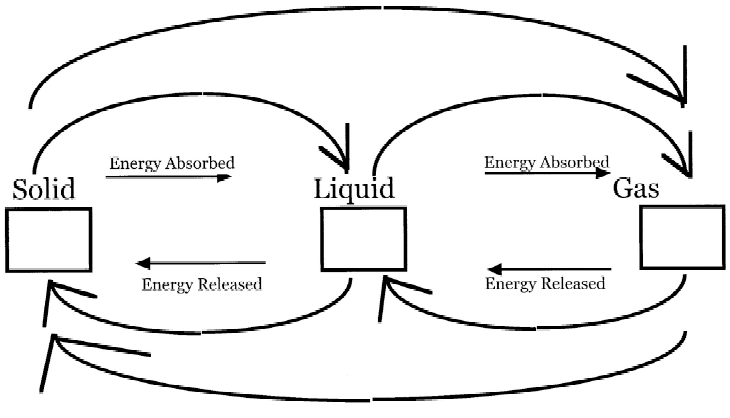 Energy Absorbed
Energy Absorbed
Solid
Liquid
Gas
Energy Released
Energy Released